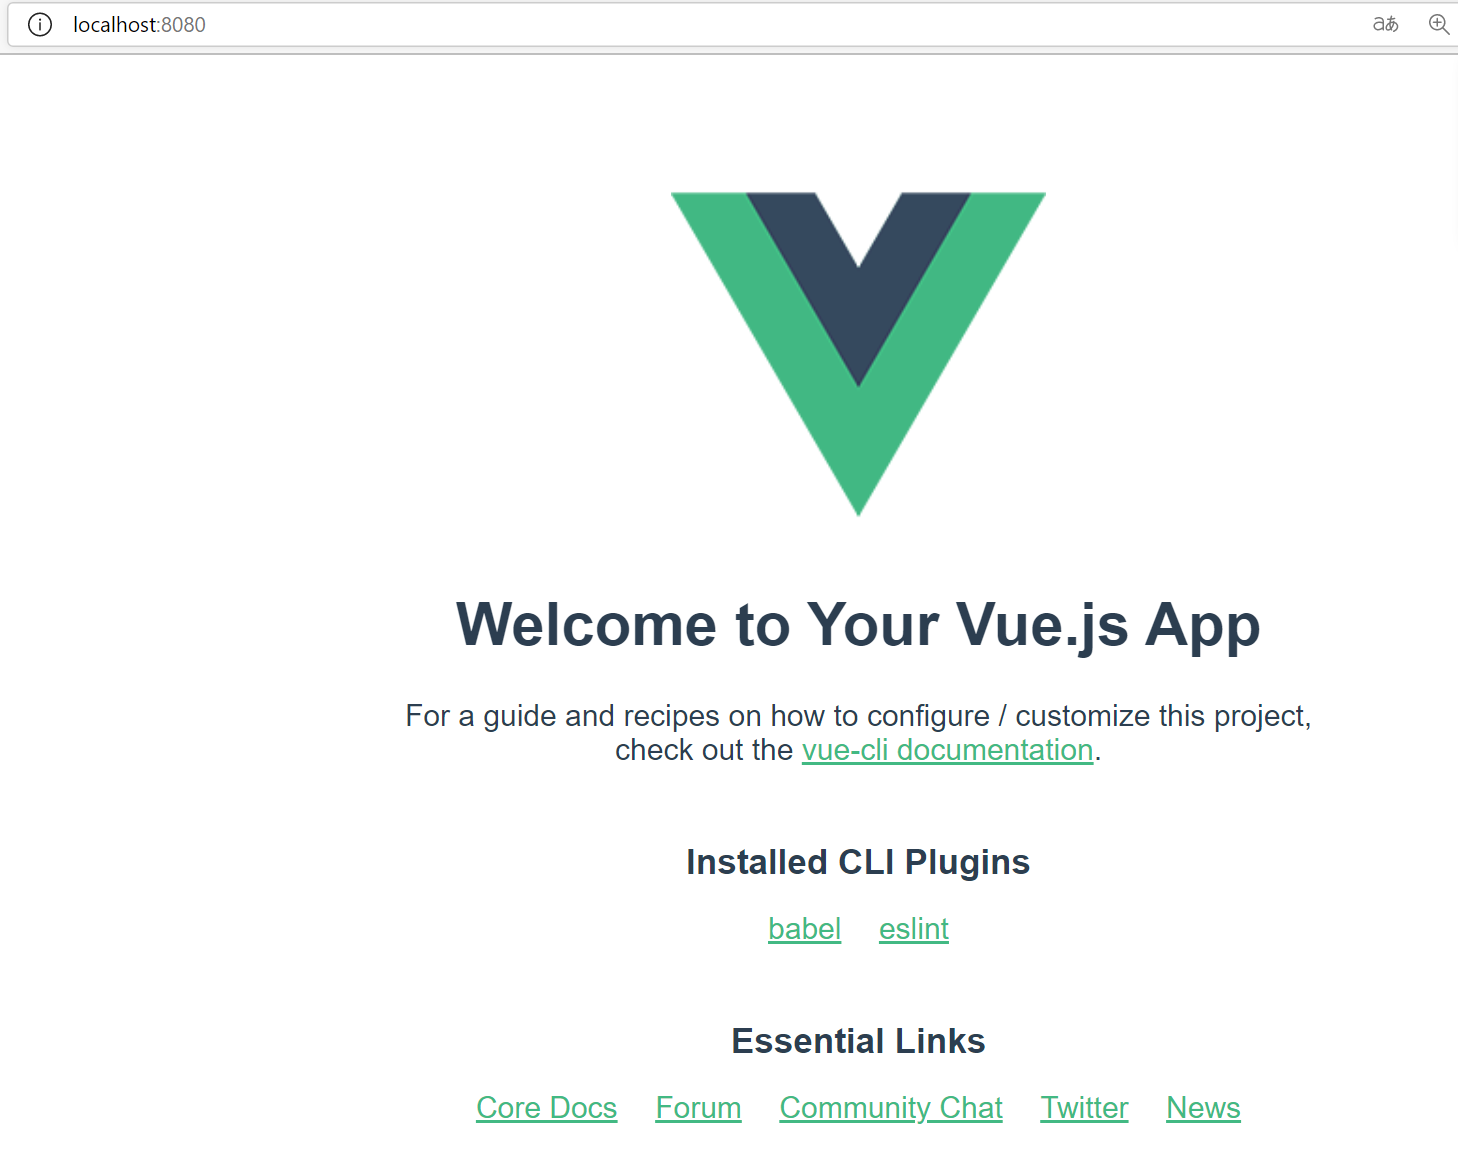 localhost:8080
aあ
Welcome to Your Vue.js App
For a guide and recipes on how to configure / customize this project,
check out the vue-cli documentation.
Installed CLI Plugins
babel eslint
Essential Links
Core Docs Forum Community Chat Twitter News